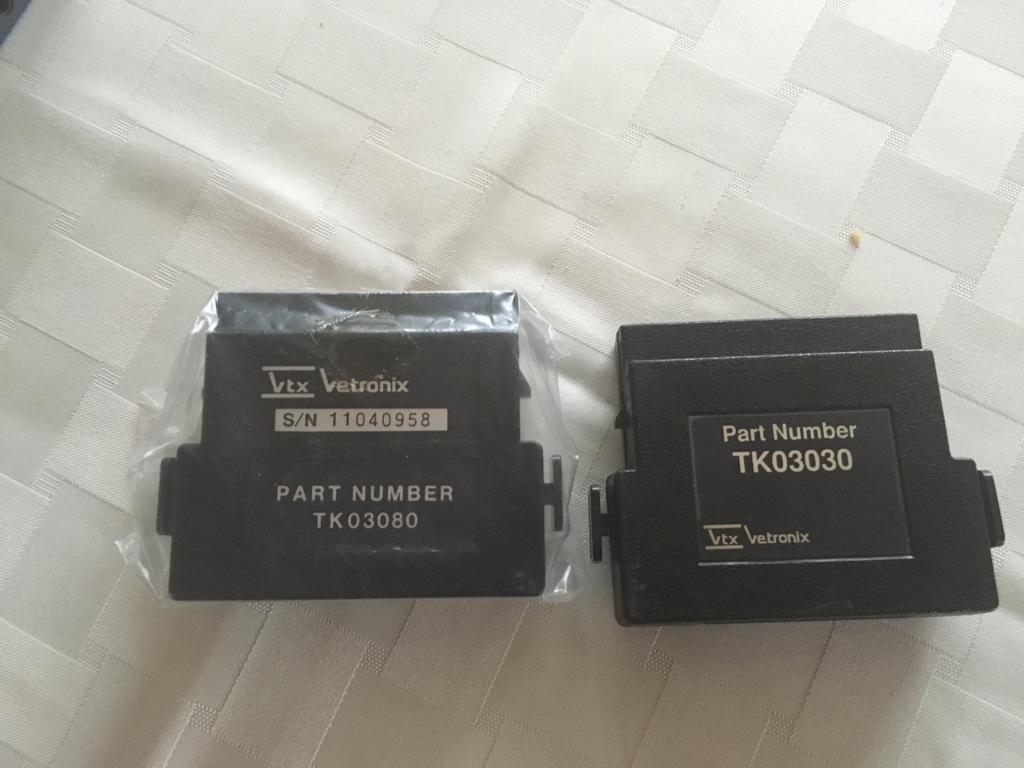 Vtx Vetronix
S/N 11040958
PART NUMBER
TK03080
Part Number
TK03030
Vtx Vetronix